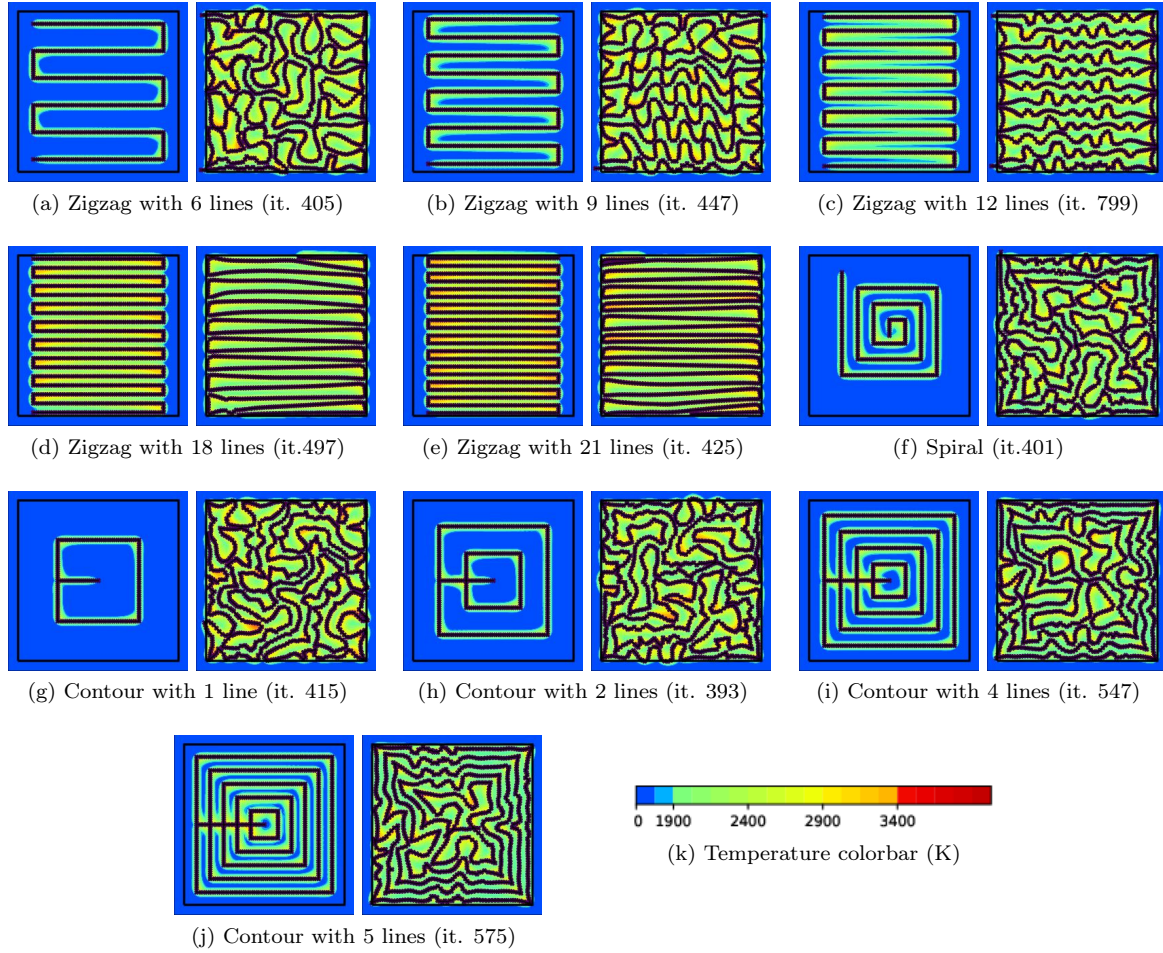 (a) Zigzag with 6 lines (it. 405)
(b) Zigzag with 9 lines (it. 447)
(c) Zigzag with 12 lines (it. 799)
(d) Zigzag with 18 lines (it.497)
(e) Zigzag with 21 lines (it. 425)
(f) Spiral (it.401)
(g) Contour with 1 line (it. 415)
(h) Contour with 2 lines (it. 393)
(i) Contour with 4 lines (it. 547)
0 1900 2400 2900 3400
(k) Temperature colorbar (K)
(j) Contour with 5 lines (it. 575)